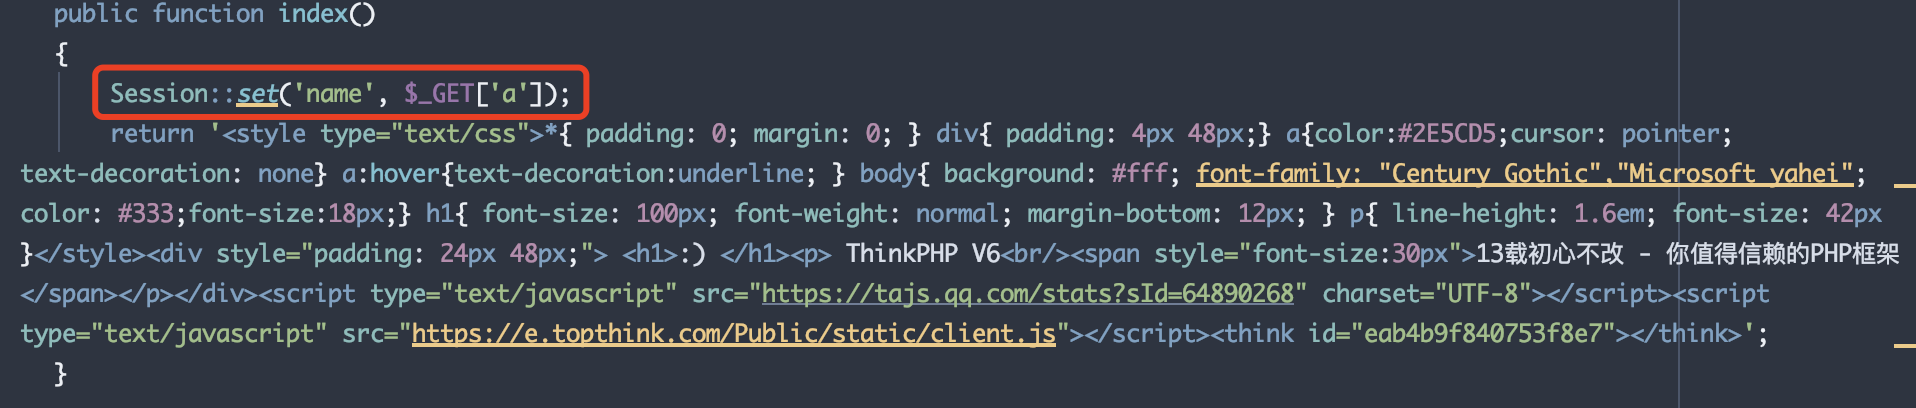 public function index()
{
Session::set('name', $_GET['a']);
return '<style type="text/css">*{ padding: 0; margin: 0; } div{ padding: 4px 48px;} a{color:#2E5CD5;cursor: pointer;
text-decoration: none} a:hover{text-decoration:underline; } body{ background: #fff; font-family: "Century Gothic","Microsoft yahei";
color: #333;font-size:18px;} h1{ font-size: 100px; font-weight: normal; margin-bottom: 12px; } p{ line-height: 1.6em; font-size: 42px
}</style><div style="padding: 24px 48px;"> <h1>:) </h1><p> ThinkPHP V6<br/><span style="font-size:30px">13载初心不改 - 你值得信赖的PHP框架
</span></p></div><script type="text/javascript" src="https://tajs.qq.com/stats?sId=64890268" charset="UTF-8"></script><script
type="text/javascript" src="https://e.topthink.com/Public/static/client.js"></script><think id="eab4b9f840753f8e7"></think>';
}